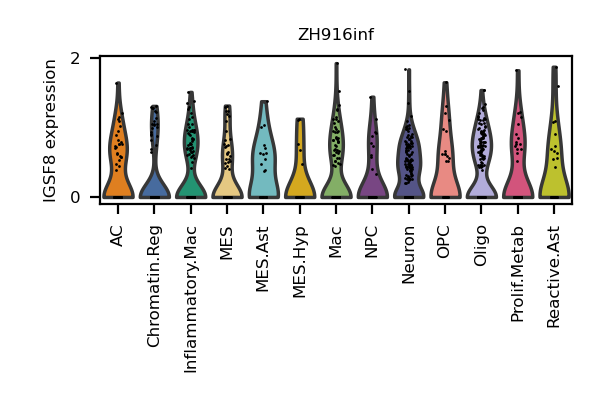 ZH916inf
IGSF8 expression
2
0
AC
Chromatin.Reg
Inflammatory.Mac
MES
MES.Ast
MES.Hyp
Mac
NPC
Neuron
OPC
Oligo
Prolif.Metab
Reactive.Ast